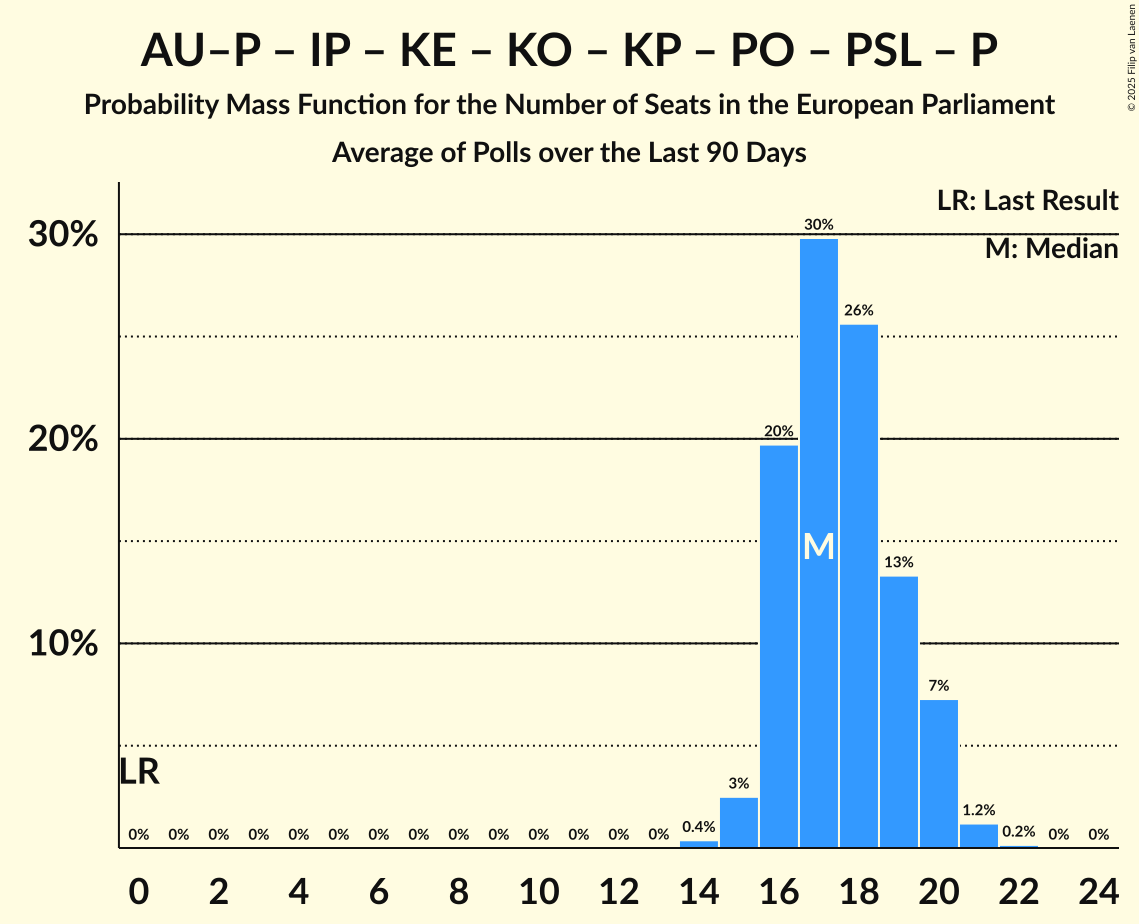 AU–P – IP – KE – KO – KP – PO – PSL – P
Probability Mass Function for the Number of Seats in the European Parliament
Average of Polls over the Last 90 Days
© 2025 Filip van Laenen
LR: Last Result
M: Median
30%
20%
10%
LR
M
0% 0% 0% 0% 0% 0% 0% 0% 0% 0% 0% 0% 0% 0% 0.4% 3% 20% 30% 26% 13% 7% 1.2% 0.2% 0% 0%
0 2 4 6 8 10 12 14 16 18 20 22 24